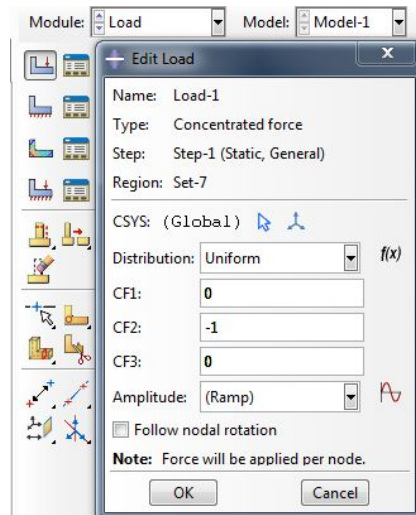 Module: Load Model: Model-1
Edit Load
x
Name: Load-1
Type: Concentrated force
Step: Step-1 (Static, General)
Region: Set-7
CSYS: (Global)
Distribution: Uniform f(x)
CF1: 0
CF2: -1
CF3: 0
Amplitude: (Ramp)
Follow nodal rotation
Note: Force will be applied per node.
OK Cancel